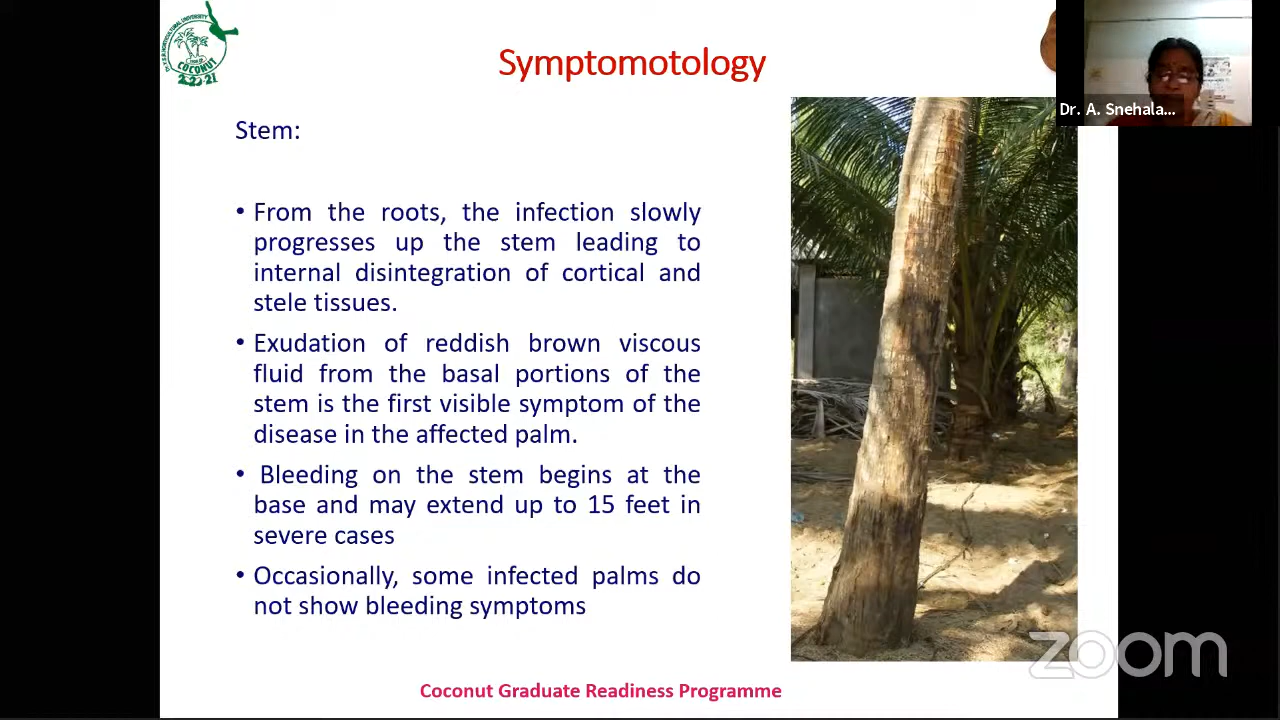 Symptomotology
Dr. A. Snehala...
Stem:
• From the roots, the infection slowly
progresses up the stem leading to
internal disintegration of cortical and
stele tissues.
• Exudation of reddish brown viscous
fluid from the basal portions of the
stem is the first visible symptom of the
disease in the affected palm.
• Bleeding on the stem begins at the
base and may extend up to 15 feet in
severe cases
• Occasionally, some infected palms do
not show bleeding symptoms
zoom
Coconut Graduate Readiness Programme
COCONUT